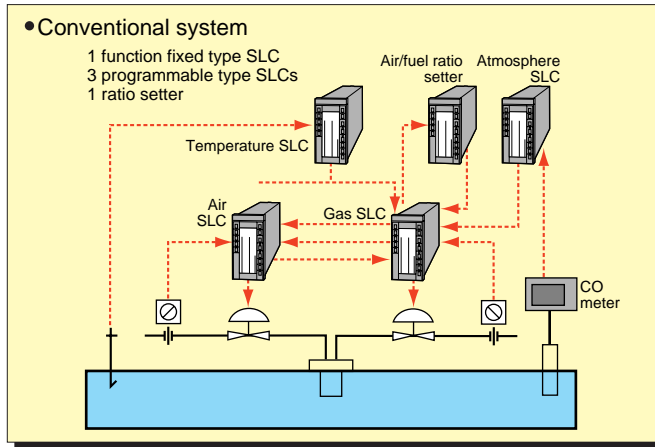 • Conventional system
1 function fixed type SLC
3 programmable type SLCs
1 ratio setter
Air/fuel ratio
setter
Atmosphere
SLC
Temperature SLC
Air
SLC
Gas SLC
CO
meter